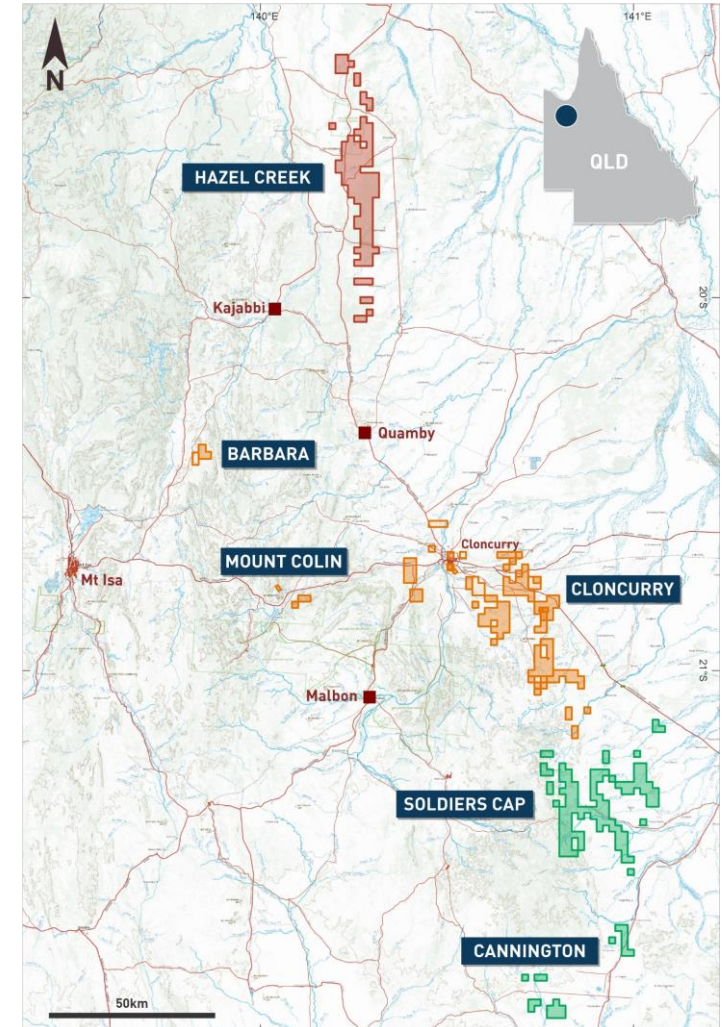 140°E
141°E
N
QLD
HAZEL CREEK
20°S
Kajabbi
Quamby
BARBARA
Cloncurry
MOUNT COLIN
Mt Isa
CLONCURRY
21°S
Malbon
SOLDIERS CAP
CANNINGTON
50km